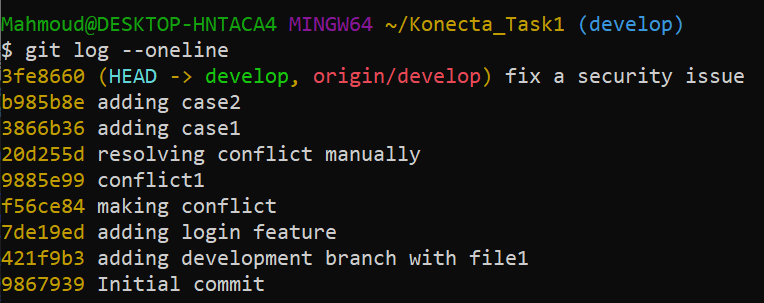 Mahmoud@DESKTOP-HNTACA4 MINGW64 ~/Konecta_Task1 (develop)
$ git log --oneline
3fe8660 (HEAD -> develop, origin/develop) fix a security issue
b985b8e adding case2
3866b36 adding case1
20d255d resolving conflict manually
9885e99 conflict1
f56ce84 making conflict
7de19ed adding login feature
421f9b3 adding development branch with file1
9867939 Initial commit